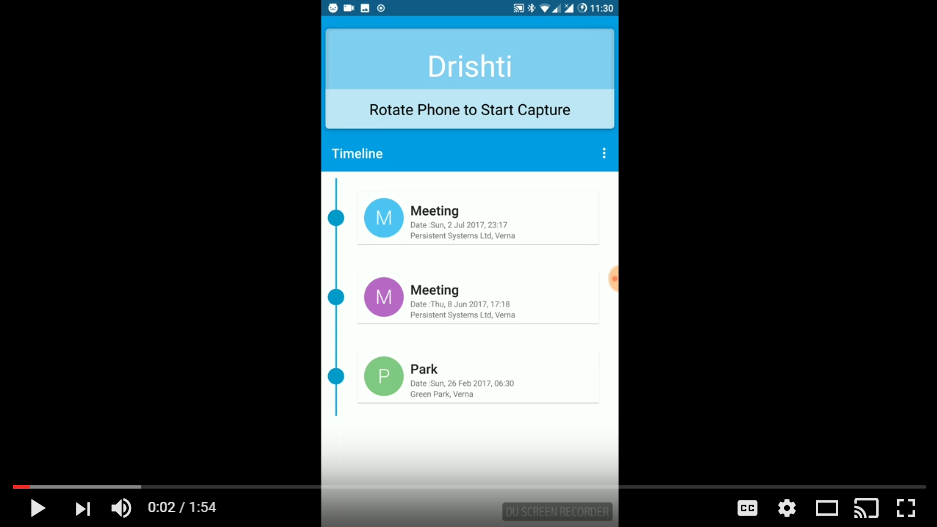 11:30
Drishti
Rotate Phone to Start Capture
Timeline
M
Meeting
Date :Sun, 2 Jul 2017, 23:17
Persistent Systems Ltd, Verna
M
Meeting
Date :Thu, 8 Jun 2017, 17:18
Persistent Systems Ltd, Verna
P
Park
Date :Sun, 26 Feb 2017, 06:30
Green Park, Verna
0:02 / 1:54
DU SCREEN RECORDER
CC